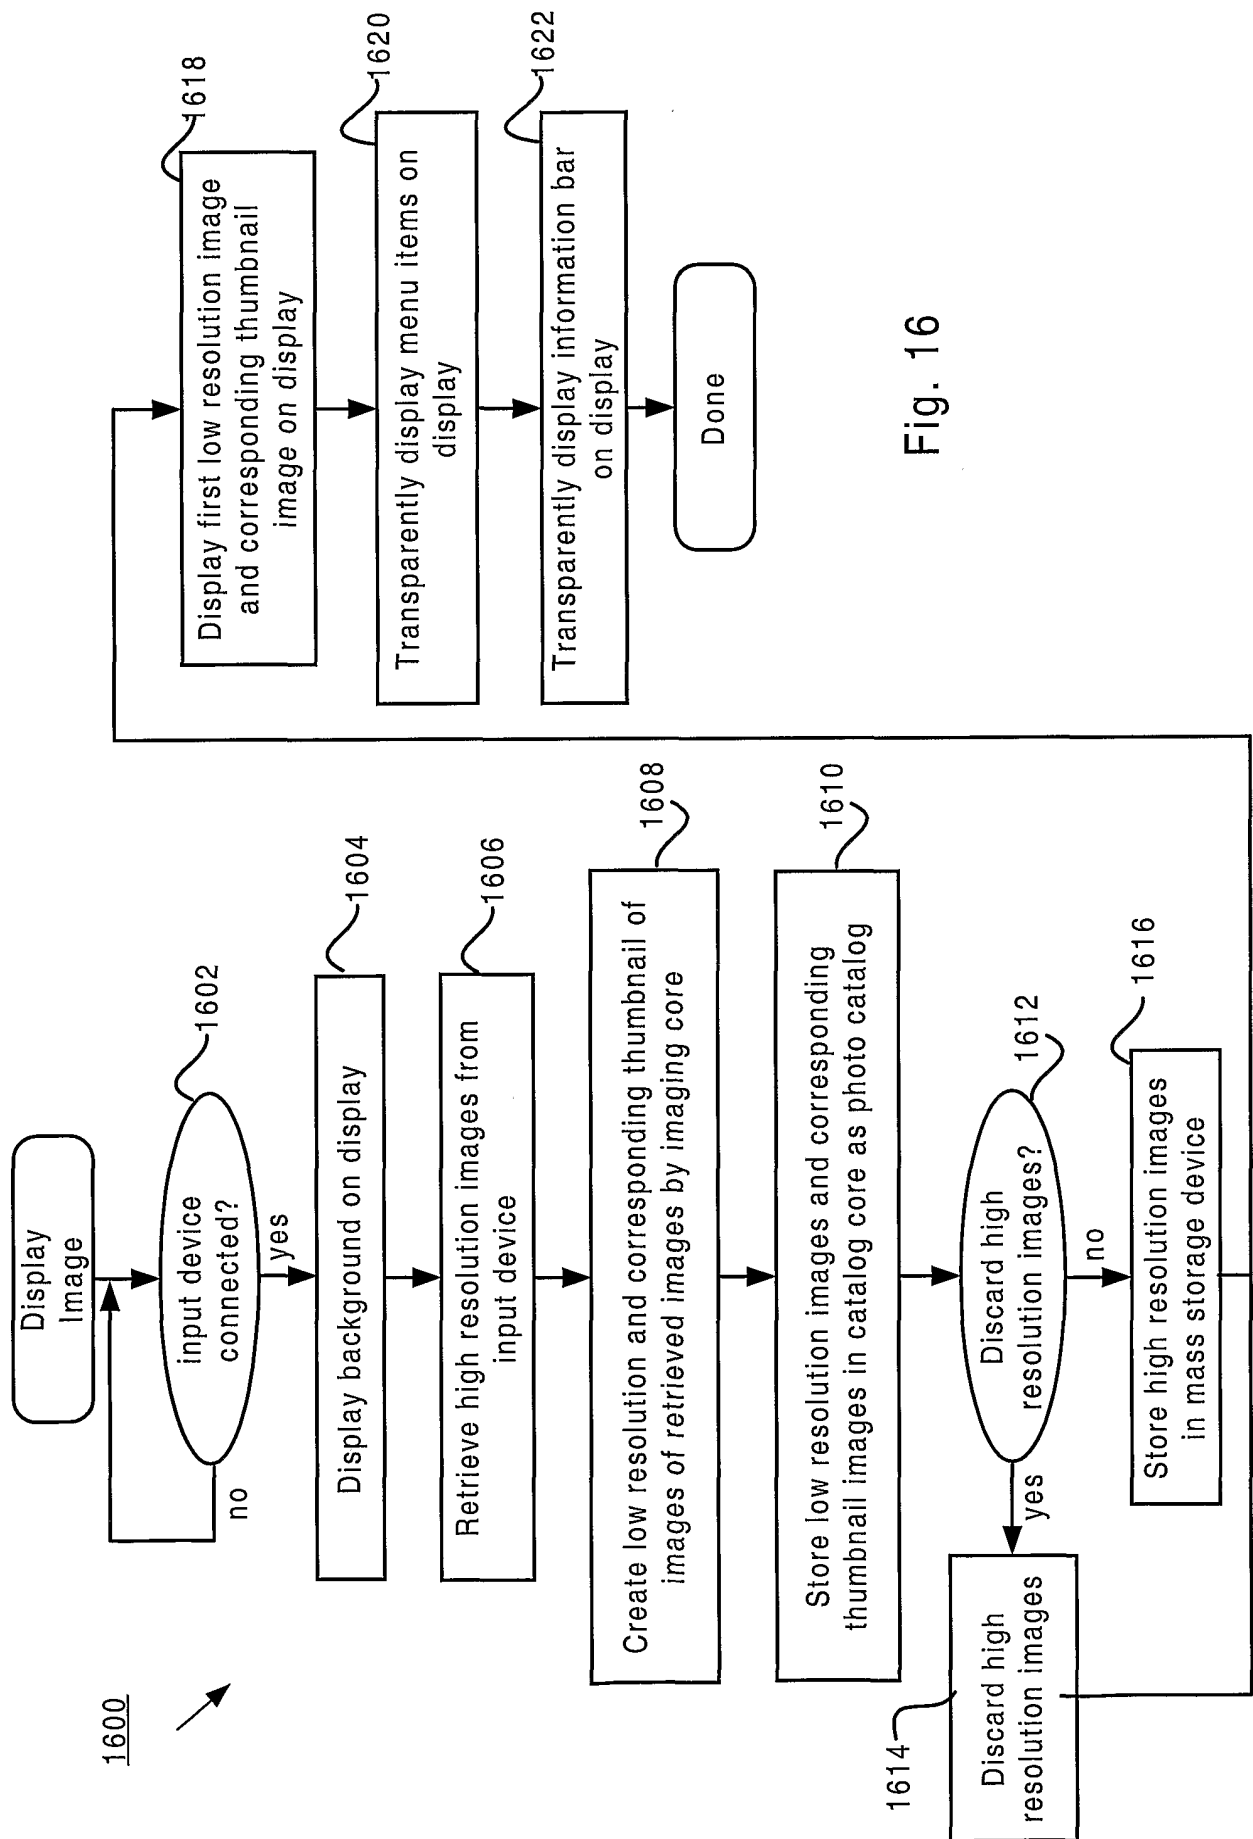 1600
Display
Image
input device
connected?
1602
no
yes
Display background on display
1604
Retrieve high resolution images from
input device
1606
Create low resolution and corresponding thumbnail of
images of retrieved images by imaging core
1608
Store low resolution images and corresponding
thumbnail images in catalog core as photo catalog
1610
Discard high
resolution images?
1612
yes
no
Discard high
resolution images
1614
Store high resolution images
in mass storage device
1616
Display first low resolution image
and corresponding thumbnail
image on display
1618
Transparently display menu items on
display
1620
Transparently display information bar
on display
1622
Done
Fig. 16